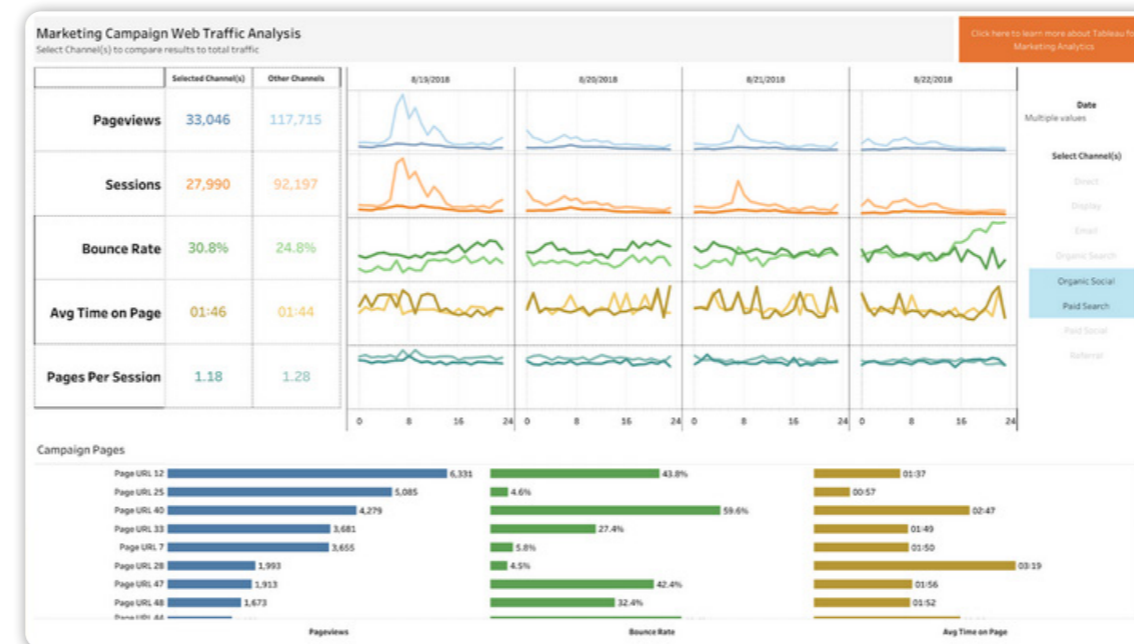 Marketing Campaign Web Traffic Analysis
Select Channel(s) to compare results to total traffic
Click here to learn more about Tableau fo
Marketing Analytics
Selected Channel(s) Other Channels 8/19/2018 8/20/2018 8/21/2018 8/22/2018
Pageviews 33,046 117,715
Sessions 27,990 92,197
Bounce Rate 30.8% 24.8%
Avg Time on Page 01:46 01:44
Pages Per Session 1.18 1.28
0 8 16 24 0 8 16 24 0 8 16 24 0 8 16 24
Date
Multiple values
Select Channel(s)
Direct
Display
Email
Organic Search
Organic Social
Paid Search
Paid Social
Referral
Campaign Pages
Page URL 12 6,331 43.8% 01:37
Page URL 25 5,085 4.6% 00:57
Page URL 40 4,279 59.6% 02:47
Page URL 33 3,681 27.4% 01:49
Page URL 7 3,655 5.8% 01:50
Page URL 28 1,993 4.5% 03:19
Page URL 47 1,913 42.4% 01:56
Page URL 48 1,673 32.4% 01:52
Page URL 44
Pageviews Bounce Rate Avg Time on Page